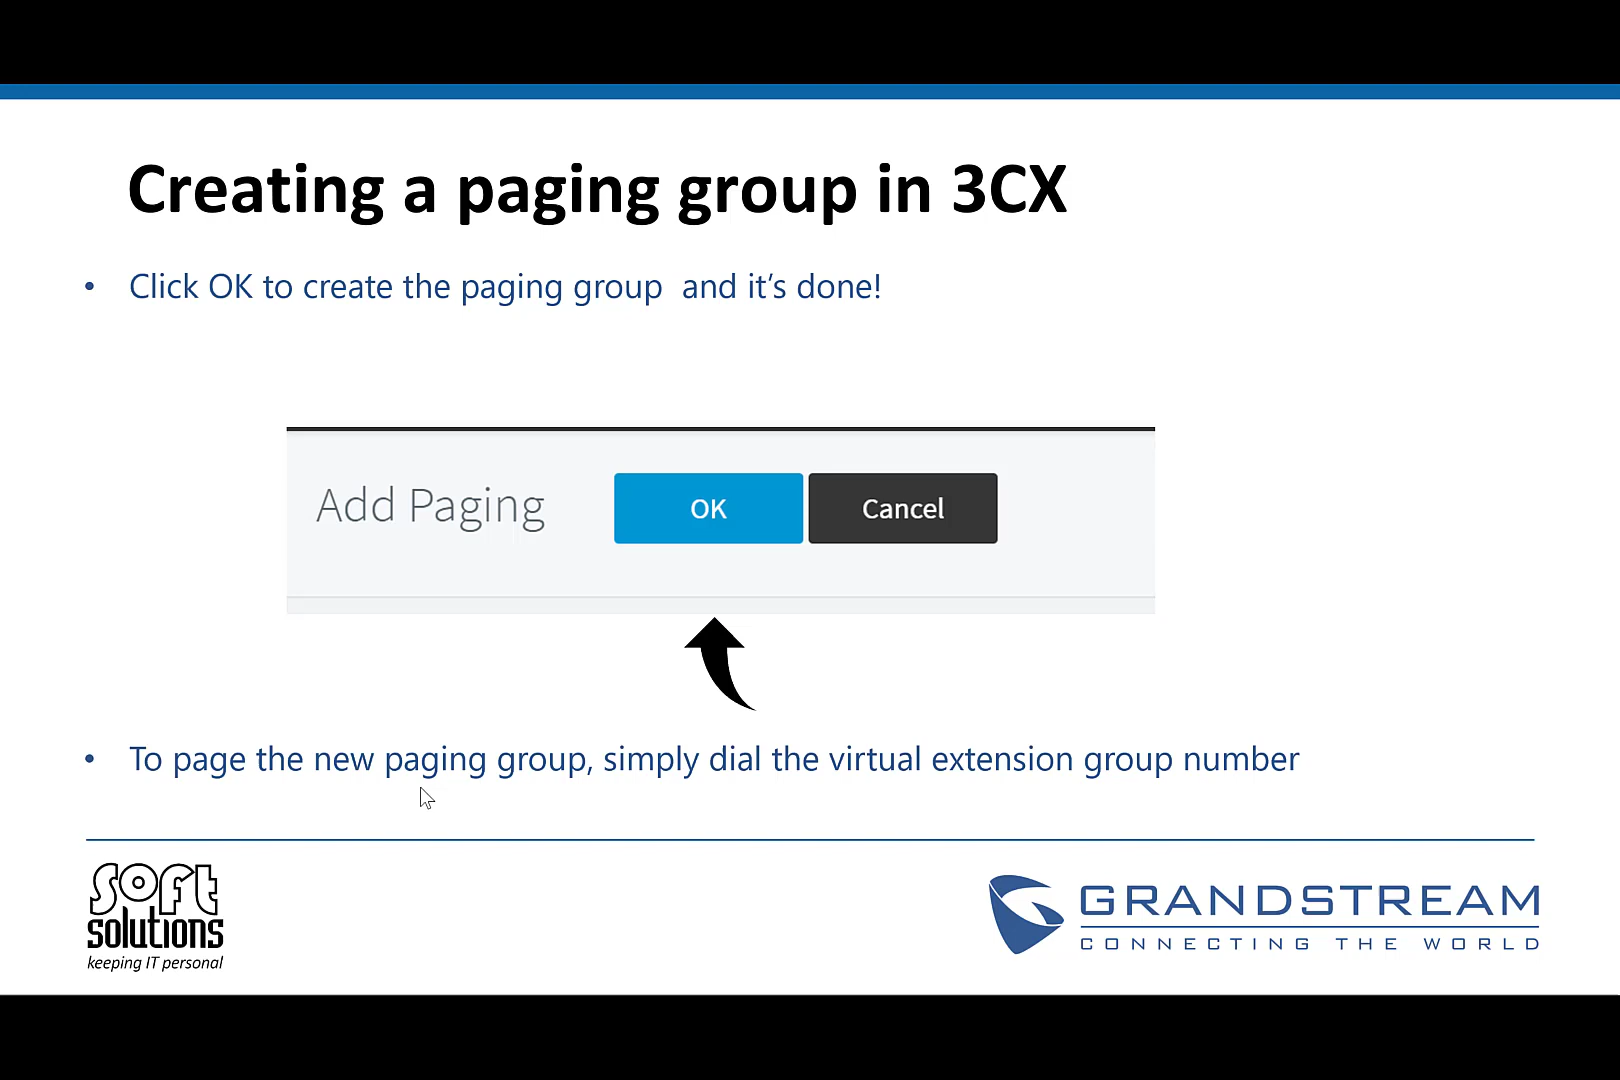 Creating a paging group in 3CX
• Click OK to create the paging group  and it’s done!
Add Paging OK Cancel
• To page the new paging group, simply dial the virtual extension group number
soft
solutions
keeping IT personal
GRANDSTREAM
CONNECTING THE WORLD